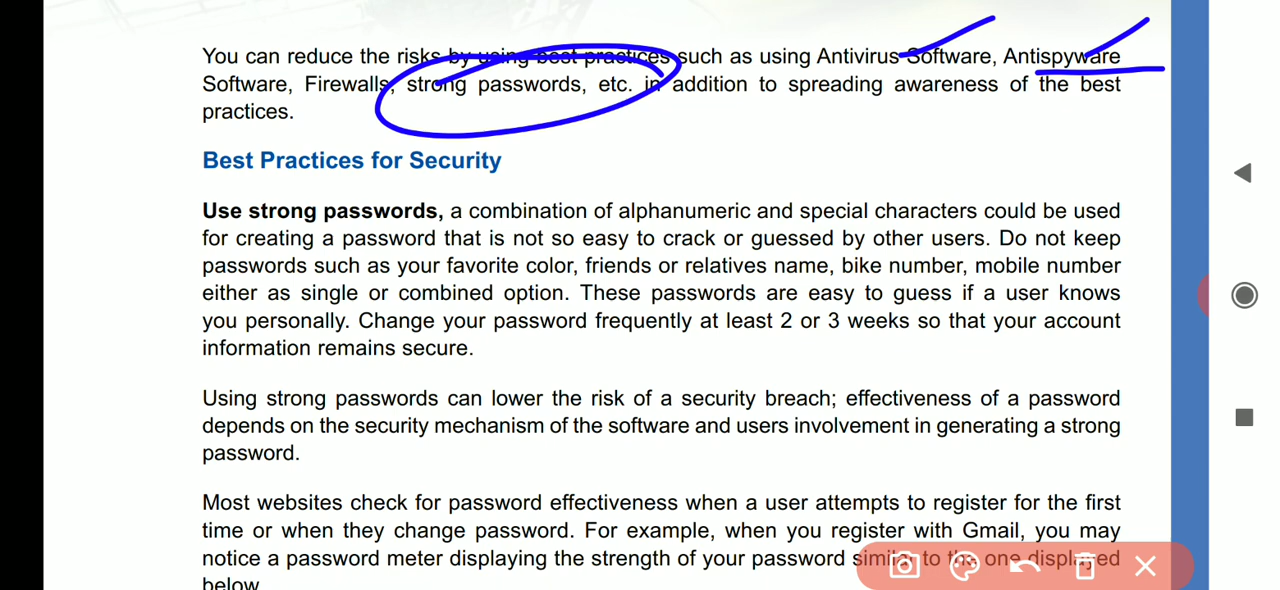 You can reduce the risks by using best practices such as using Antivirus Software, Antispyware
Software, Firewalls, strong passwords, etc. in addition to spreading awareness of the best
practices.
Best Practices for Security
Use strong passwords, a combination of alphanumeric and special characters could be used
for creating a password that is not so easy to crack or guessed by other users. Do not keep
passwords such as your favorite color, friends or relatives name, bike number, mobile number
either as single or combined option. These passwords are easy to guess if a user knows
you personally. Change your password frequently at least 2 or 3 weeks so that your account
information remains secure.
Using strong passwords can lower the risk of a security breach; effectiveness of a password
depends on the security mechanism of the software and users involvement in generating a strong
password.
Most websites check for password effectiveness when a user attempts to register for the first
time or when they change password. For example, when you register with Gmail, you may
notice a password meter displaying the strength of your password similar to the one displayed
below